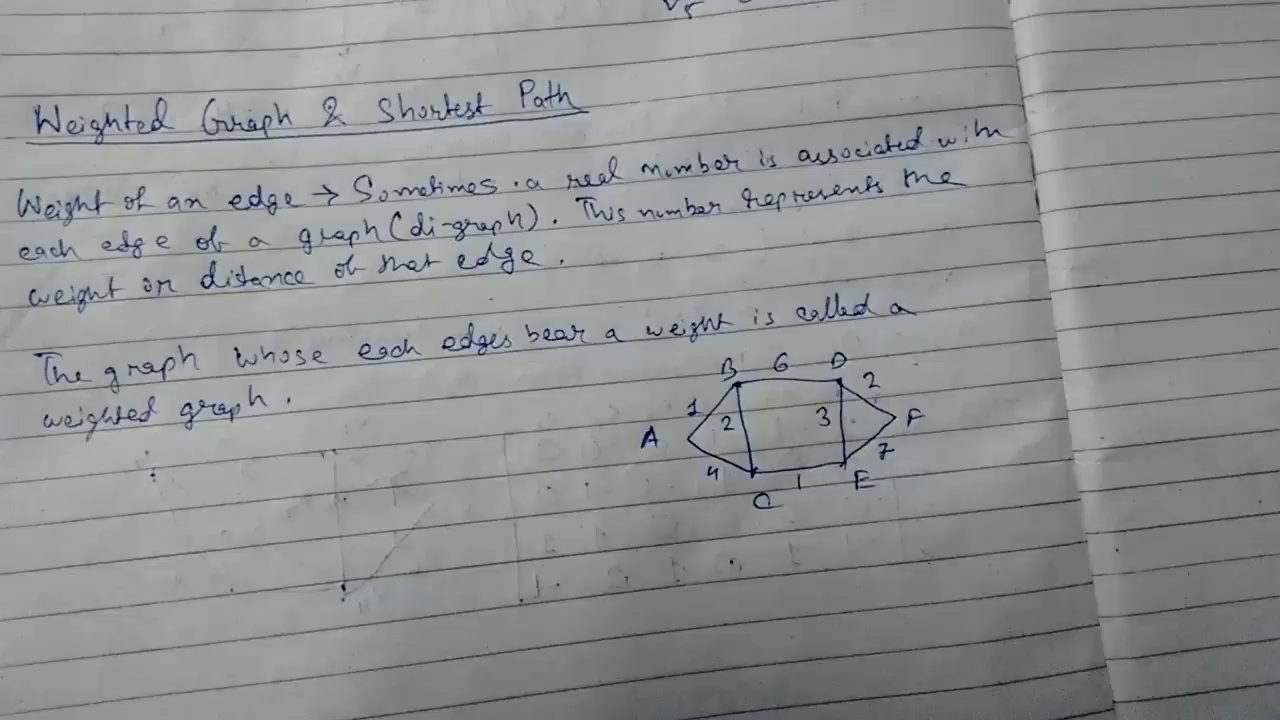 V5
Weighted Graph & Shortest Path
Weight of an edge → Sometimes . a real number is associated with
each edge of a graph (di-graph). This number represents the
weight or distance of that edge.
The graph whose each edges bear a weight is called a
weighted graph.
B 6 D
1 2 3 2
A F
4 7
C 1 E